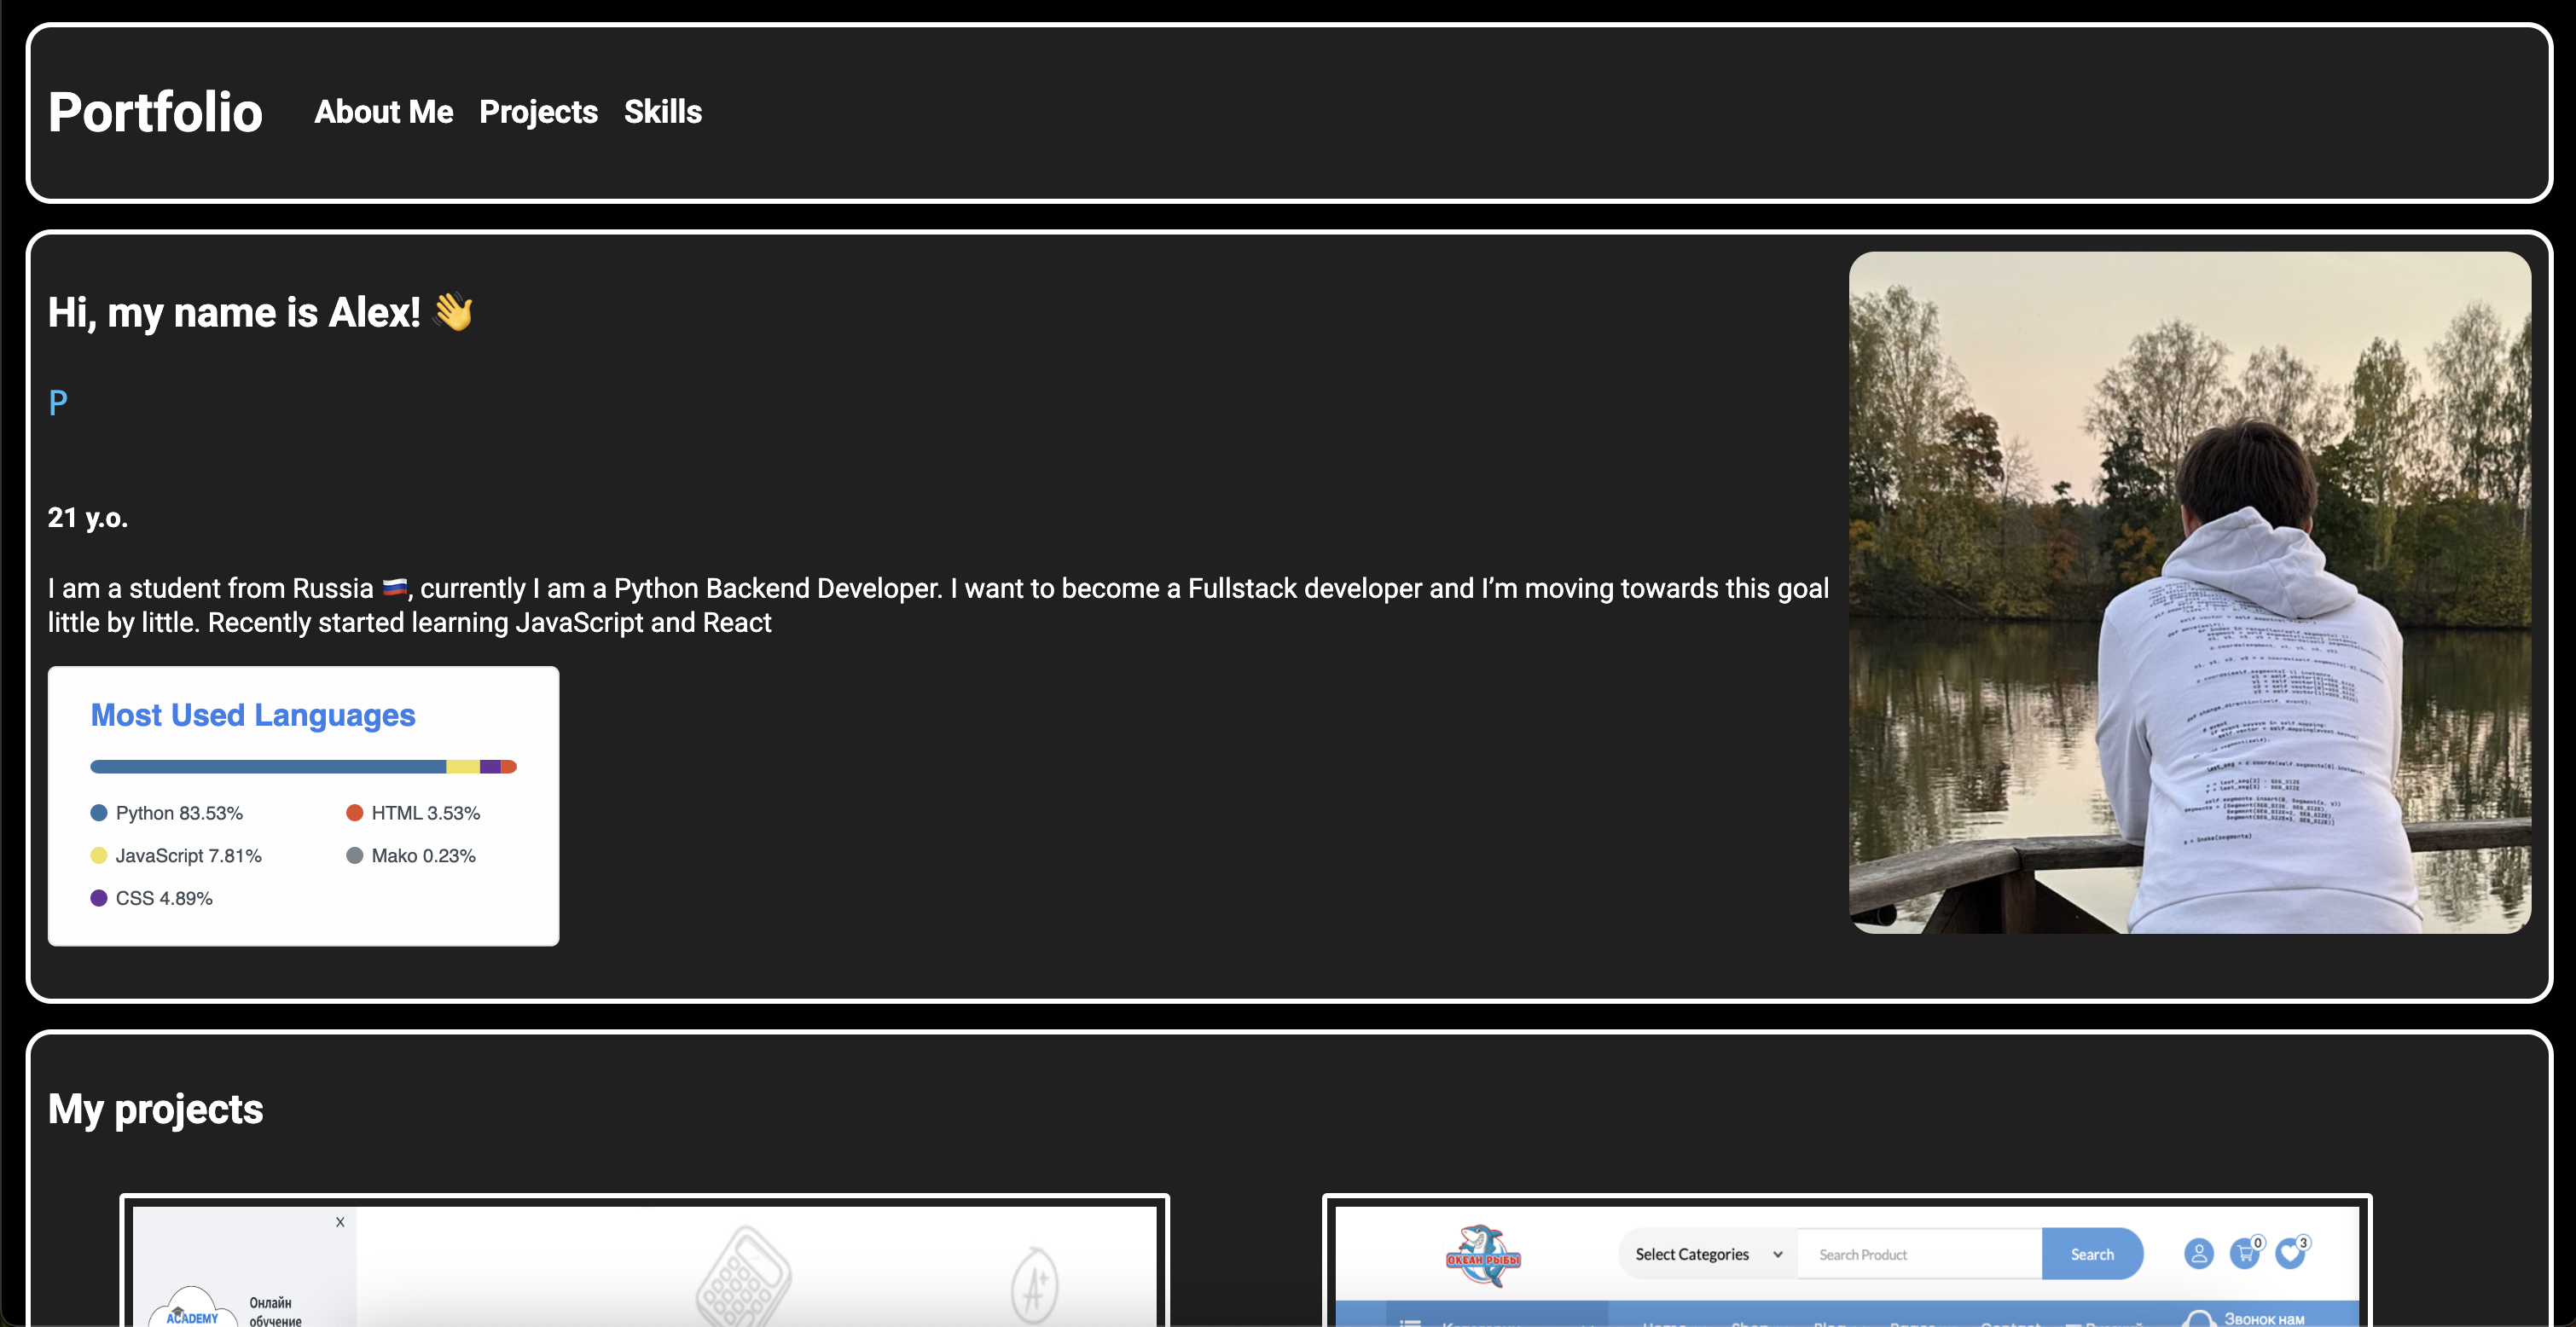 Portfolio About Me Projects Skills
Hi, my name is Alex! 👋
P
21 y.o.
I am a student from Russia 🇷🇺, currently I am a Python Backend Developer. I want to become a Fullstack developer and I’m moving towards this goal
little by little. Recently started learning JavaScript and React
Most Used Languages
Python 83.53%
JavaScript 7.81%
CSS 4.89%
HTML 3.53%
Mako 0.23%
My projects
X
ACADEMY
Онлайн
обучение
A+
ОКЕАН РЫБЫ
Select Categories
Search Product
Search
0
3
Звонок нам